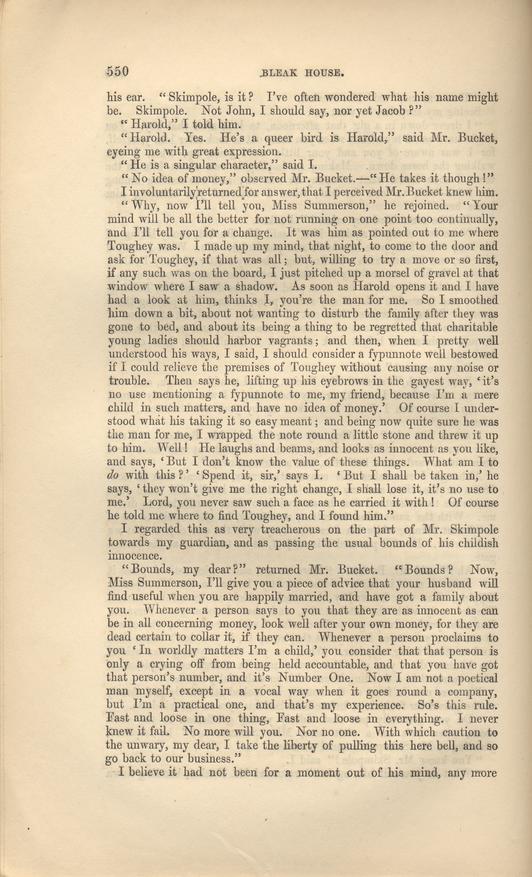 550 BLEAK HOUSE.
his ear. “Skimpole, is it? I’ve often wondered what his name might
be. Skimpole. Not John, I should say, nor yet Jacob?”
“Harold,” I told him.
“Harold. Yes. He’s a queer bird is Harold,” said Mr. Bucket,
eyeing me with great expression.
“He is a singular character,” said I.
“No idea of money,” observed Mr. Bucket.—“He takes it though!”
I involuntarily returned for answer, that I perceived Mr. Bucket knew him.
“Why, now I’ll tell you, Miss Summerson,” he rejoined. “Your
mind will be all the better for not running on one point too continually,
and I’ll tell you for a change. It was him as pointed out to me where
Toughey was. I made up my mind, that night, to come to the door and
ask for Toughey, if that was all; but, willing to try a move or so first,
if any such was on the board, I just pitched up a morsel of gravel at that
window where I saw a shadow. As soon as Harold opens it and I have
had a look at him, thinks I, you’re the man for me. So I smoothed
him down a bit, about not wanting to disturb the family after they was
gone to bed, and about its being a thing to be regretted that charitable
young ladies should harbor vagrants; and then, when I pretty well
understood his ways, I said, I should consider a fypunnote well bestowed
if I could relieve the premises of Toughey without causing any noise or
trouble. Then says he, lifting up his eyebrows in the gayest way, ‘it’s
no use mentioning a fypunnote to me, my friend, because I’m a mere
child in such matters, and have no idea of money.’ Of course I under-
stood what his taking it so easy meant; and being now quite sure he was
the man for me, I wrapped the note round a little stone and threw it up
to him. Well! He laughs and beams, and looks as innocent as you like,
and says, ‘But I don’t know the value of these things. What am I to
do with this?’ ‘Spend it, sir,’ says I. ‘But I shall be taken in,’ he
says, ‘they won’t give me the right change, I shall lose it, it’s no use to
me.’ Lord, you never saw such a face as he carried it with! Of course
he told me where to find Toughey, and I found him.”
I regarded this as very treacherous on the part of Mr. Skimpole
towards my guardian, and as passing the usual bounds of his childish
innocence.
“Bounds, my dear?” returned Mr. Bucket. “Bounds? Now,
Miss Summerson, I’ll give you a piece of advice that your husband will
find useful when you are happily married, and have got a family about
you. Whenever a person says to you that they are as innocent as can
be in all concerning money, look well after your own money, for they are
dead certain to collar it, if they can. Whenever a person proclaims to
you ‘In worldly matters I’m a child,’ you consider that that person is
only a crying off from being held accountable, and that you have got
that person’s number, and it’s Number One. Now I am not a poetical
man myself, except in a vocal way when it goes round a company,
but I’m a practical one, and that’s my experience. So’s this rule.
Fast and loose in one thing, Fast and loose in everything. I never
knew it fail. No more will you. Nor no one. With which caution to
the unwary, my dear, I take the liberty of pulling this here bell, and so
go back to our business.”
I believe it had not been for a moment out of his mind, any more